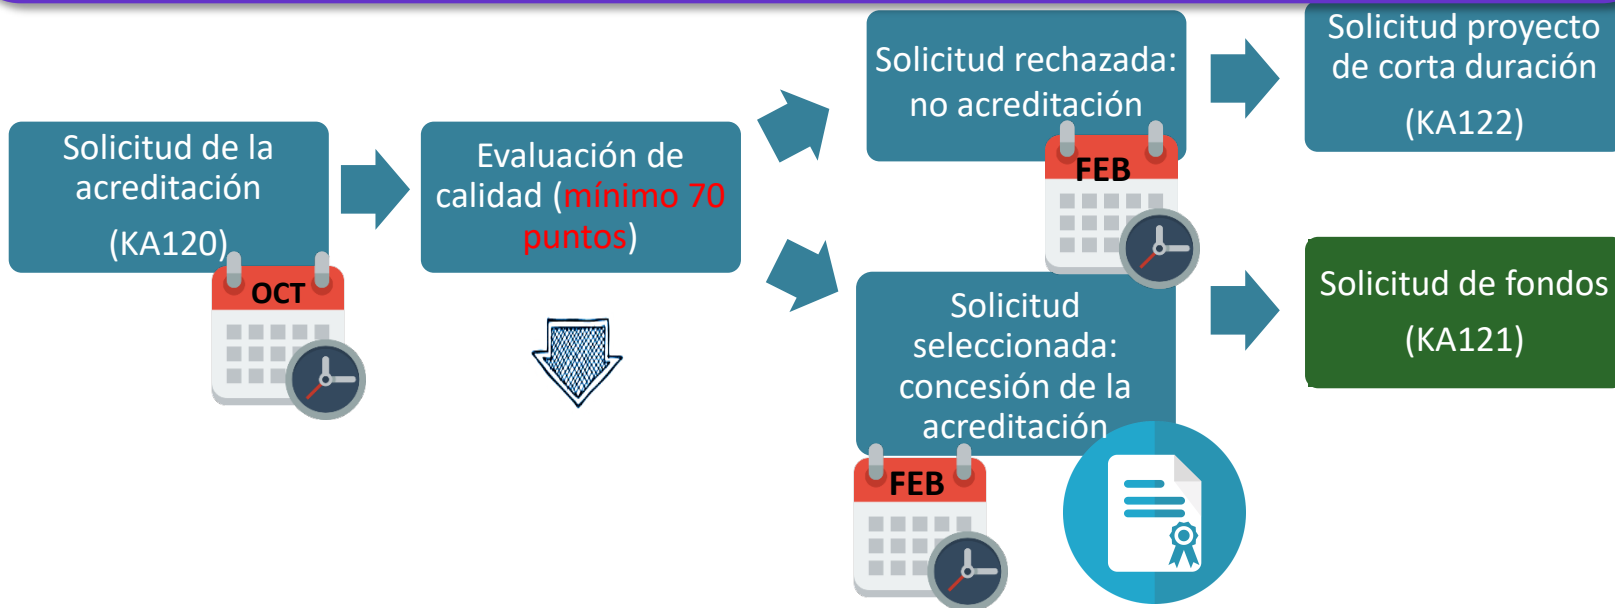 Solicitud de la
acreditación
(KA120)
OCT
Evaluación de
calidad (mínimo 70
puntos)
Solicitud rechazada:
no acreditación
FEB
Solicitud proyecto
de corta duración
(KA122)
Solicitud
seleccionada:
concesión de la
acreditación
FEB
Solicitud de fondos
(KA121)